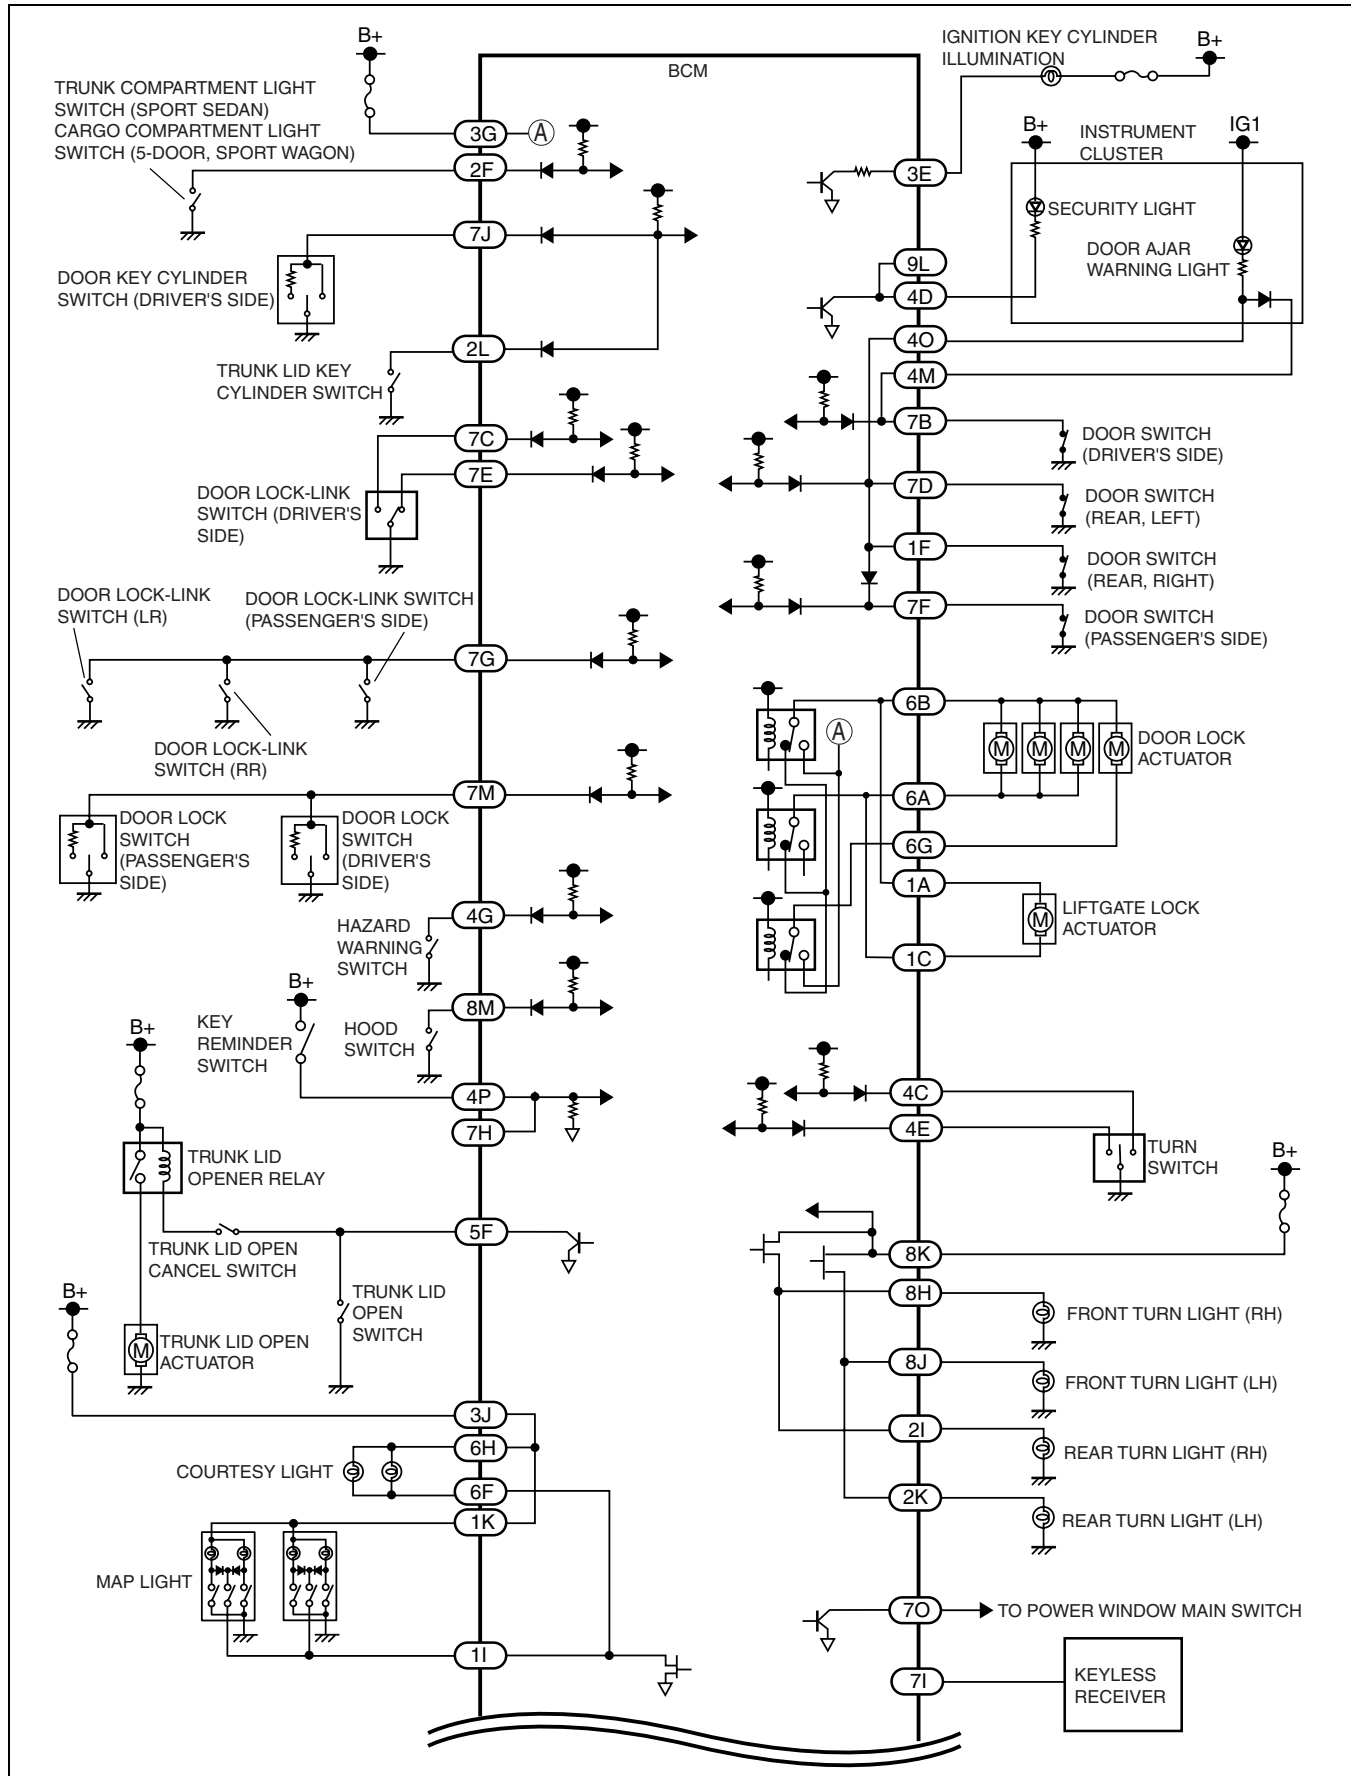 B+
BCM
IGNITION KEY CYLINDER
ILLUMINATION
B+
TRUNK COMPARTMENT LIGHT
SWITCH (SPORT SEDAN)
CARGO COMPARTMENT LIGHT
SWITCH (5-DOOR, SPORT WAGON)
3G
A
2F
7J
DOOR KEY CYLINDER
SWITCH (DRIVER'S SIDE)
2L
TRUNK LID KEY
CYLINDER SWITCH
7C
7E
DOOR LOCK-LINK
SWITCH (DRIVER'S
SIDE)
DOOR LOCK-LINK
SWITCH (LR)
DOOR LOCK-LINK SWITCH
(PASSENGER'S SIDE)
7G
DOOR LOCK-LINK
SWITCH (RR)
7M
DOOR LOCK
SWITCH
(PASSENGER'S
SIDE)
DOOR LOCK
SWITCH
(DRIVER'S
SIDE)
4G
HAZARD
WARNING
SWITCH
8M
HOOD
SWITCH
B+
KEY
REMINDER
SWITCH
4P
7H
B+
TRUNK LID
OPENER RELAY
5F
TRUNK LID OPEN
CANCEL SWITCH
TRUNK LID
OPEN
SWITCH
B+
M
TRUNK LID OPEN
ACTUATOR
3J
6H
COURTESY LIGHT
6F
1K
MAP LIGHT
1I
B+
INSTRUMENT
CLUSTER
IG1
3E
SECURITY LIGHT
DOOR AJAR
WARNING LIGHT
9L
4D
4O
4M
7B
DOOR SWITCH
(DRIVER'S SIDE)
7D
DOOR SWITCH
(REAR, LEFT)
1F
DOOR SWITCH
(REAR, RIGHT)
7F
DOOR SWITCH
(PASSENGER'S SIDE)
A
6B
M M M M
DOOR LOCK
ACTUATOR
6A
6G
1A
M
LIFTGATE LOCK
ACTUATOR
1C
4C
4E
TURN
SWITCH
B+
8K
8H
FRONT TURN LIGHT (RH)
8J
FRONT TURN LIGHT (LH)
2I
REAR TURN LIGHT (RH)
2K
REAR TURN LIGHT (LH)
7O
TO POWER WINDOW MAIN SWITCH
7I
KEYLESS
RECEIVER